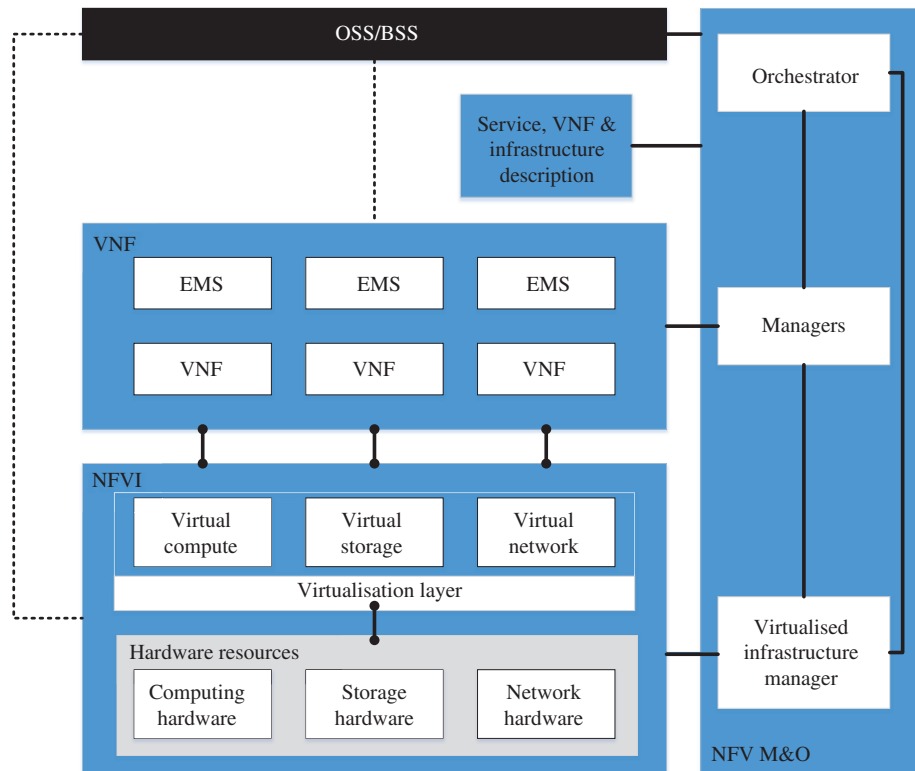 OSS/BSS
Orchestrator
Service, VNF &
infrastructure
description
VNF
EMS
EMS
EMS
Managers
VNF
VNF
VNF
NFVI
Virtual
compute
Virtual
storage
Virtual
network
Virtualisation layer
Virtualised
infrastructure
manager
Hardware resources
Computing
hardware
Storage
hardware
Network
hardware
NFV M&O